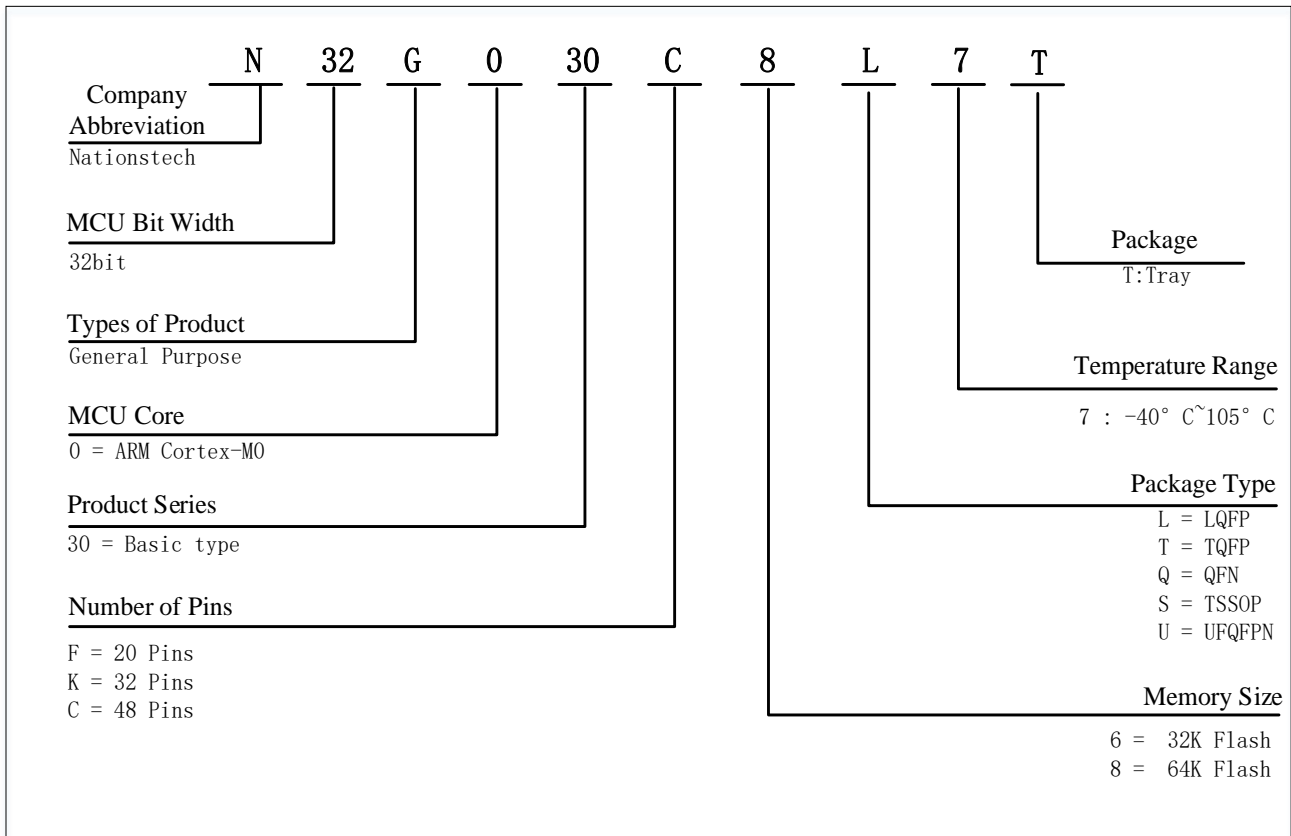 N 32 G 0 30 C 8 L 7 T
Company
Abbreviation
Nationstech
MCU Bit Width
32bit
Types of Product
General Purpose
MCU Core
0 = ARM Cortex-M0
Product Series
30 = Basic type
Number of Pins
F = 20 Pins
K = 32 Pins
C = 48 Pins
Package
T:Tray
Temperature Range
7 : -40° C~105° C
Package Type
L = LQFP
T = TQFP
Q = QFN
S = TSSOP
U = UFQFPN
Memory Size
6 = 32K Flash
8 = 64K Flash